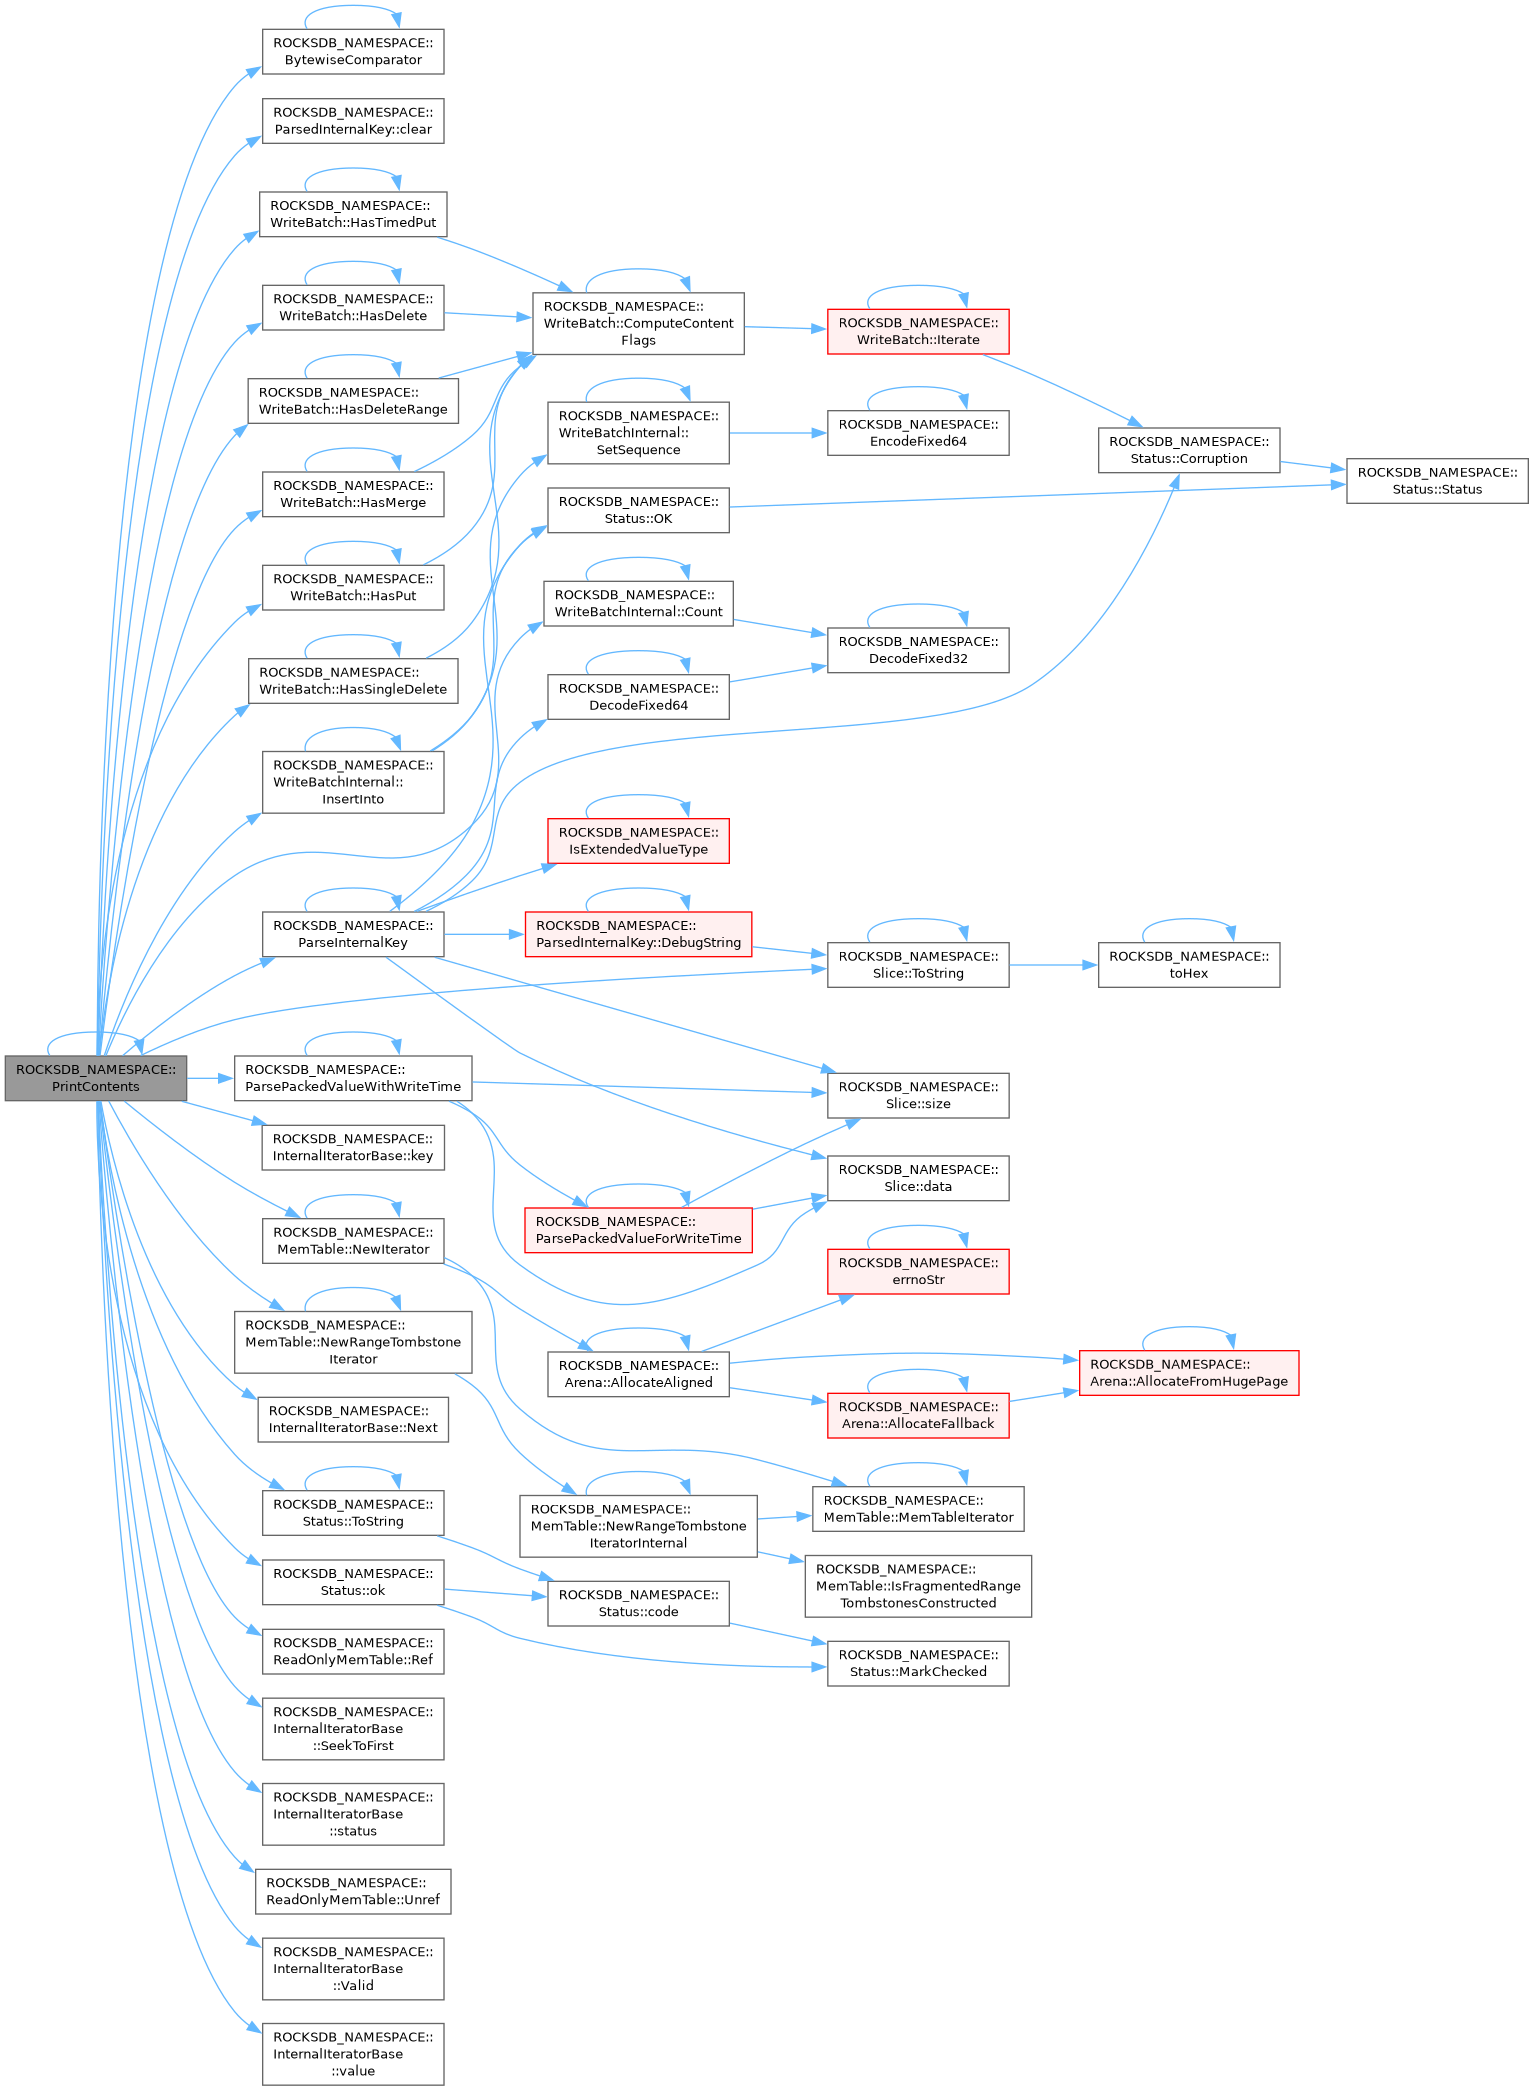 ROCKSDB_NAMESPACE::
PrintContents
ROCKSDB_NAMESPACE::
BytewiseComparator
ROCKSDB_NAMESPACE::
ParsedInternalKey::clear
ROCKSDB_NAMESPACE::
WriteBatch::HasTimedPut
ROCKSDB_NAMESPACE::
WriteBatch::HasDelete
ROCKSDB_NAMESPACE::
WriteBatch::HasDeleteRange
ROCKSDB_NAMESPACE::
WriteBatch::HasMerge
ROCKSDB_NAMESPACE::
WriteBatch::HasPut
ROCKSDB_NAMESPACE::
WriteBatch::HasSingleDelete
ROCKSDB_NAMESPACE::
WriteBatchInternal::
InsertInto
ROCKSDB_NAMESPACE::
ParseInternalKey
ROCKSDB_NAMESPACE::
ParsePackedValueWithWriteTime
ROCKSDB_NAMESPACE::
InternalIteratorBase::key
ROCKSDB_NAMESPACE::
MemTable::NewIterator
ROCKSDB_NAMESPACE::
MemTable::NewRangeTombstone
Iterator
ROCKSDB_NAMESPACE::
InternalIteratorBase::Next
ROCKSDB_NAMESPACE::
Status::ToString
ROCKSDB_NAMESPACE::
Status::ok
ROCKSDB_NAMESPACE::
ReadOnlyMemTable::Ref
ROCKSDB_NAMESPACE::
InternalIteratorBase
::SeekToFirst
ROCKSDB_NAMESPACE::
InternalIteratorBase
::status
ROCKSDB_NAMESPACE::
ReadOnlyMemTable::Unref
ROCKSDB_NAMESPACE::
InternalIteratorBase
::Valid
ROCKSDB_NAMESPACE::
InternalIteratorBase
::value
ROCKSDB_NAMESPACE::
WriteBatch::ComputeContent
Flags
ROCKSDB_NAMESPACE::
WriteBatchInternal::
SetSequence
ROCKSDB_NAMESPACE::
Status::OK
ROCKSDB_NAMESPACE::
WriteBatchInternal::Count
ROCKSDB_NAMESPACE::
DecodeFixed64
ROCKSDB_NAMESPACE::
IsExtendedValueType
ROCKSDB_NAMESPACE::
ParsedInternalKey::DebugString
ROCKSDB_NAMESPACE::
ParsePackedValueForWriteTime
ROCKSDB_NAMESPACE::
Arena::AllocateAligned
ROCKSDB_NAMESPACE::
MemTable::NewRangeTombstone
IteratorInternal
ROCKSDB_NAMESPACE::
Status::code
ROCKSDB_NAMESPACE::
WriteBatch::Iterate
ROCKSDB_NAMESPACE::
EncodeFixed64
ROCKSDB_NAMESPACE::
DecodeFixed32
ROCKSDB_NAMESPACE::
Slice::ToString
ROCKSDB_NAMESPACE::
Slice::size
ROCKSDB_NAMESPACE::
Slice::data
ROCKSDB_NAMESPACE::
errnoStr
ROCKSDB_NAMESPACE::
Arena::AllocateFallback
ROCKSDB_NAMESPACE::
MemTable::MemTableIterator
ROCKSDB_NAMESPACE::
MemTable::IsFragmentedRange
TombstonesConstructed
ROCKSDB_NAMESPACE::
Status::MarkChecked
ROCKSDB_NAMESPACE::
Status::Corruption
ROCKSDB_NAMESPACE::
toHex
ROCKSDB_NAMESPACE::
Arena::AllocateFromHugePage
ROCKSDB_NAMESPACE::
Status::Status